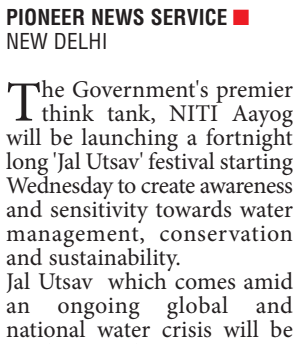 PIONEER NEWS SERVICE
NEW DELHI
The Government's premier
think tank, NITI Aayog
will be launching a fortnight
long 'Jal Utsav' festival starting
Wednesday to create awareness
and sensitivity towards water
management, conservation
and sustainability.
Jal Utsav which comes amid
an ongoing global and
national water crisis will be